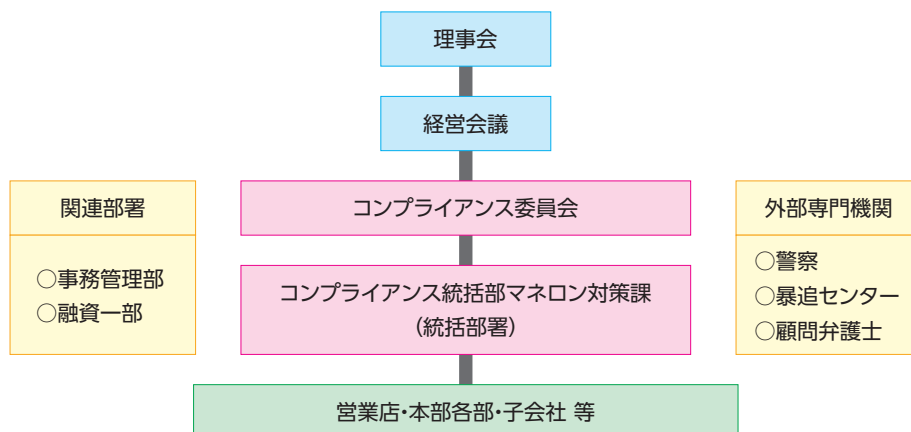 理事会
経営会議
関連部署
○事務管理部
○融資一部
コンプライアンス委員会
コンプライアンス統括部マネロン対策課
(統括部署)
外部専門機関
○警察
○暴追センター
○顧問弁護士
営業店・本部各部・子会社 等